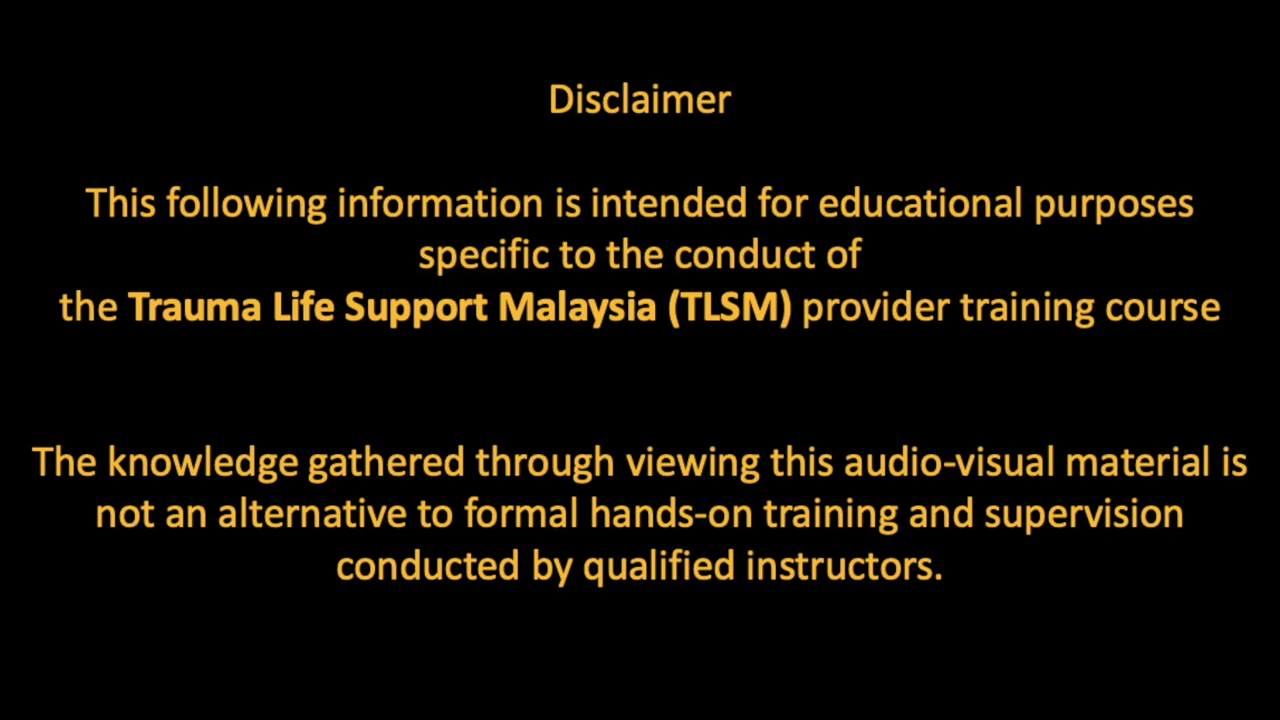 Disclaimer
This following information is intended for educational purposes
specific to the conduct of
the Trauma Life Support Malaysia (TLSM) provider training course
The knowledge gathered through viewing this audio-visual material is
not an alternative to formal hands-on training and supervision
conducted by qualified instructors.